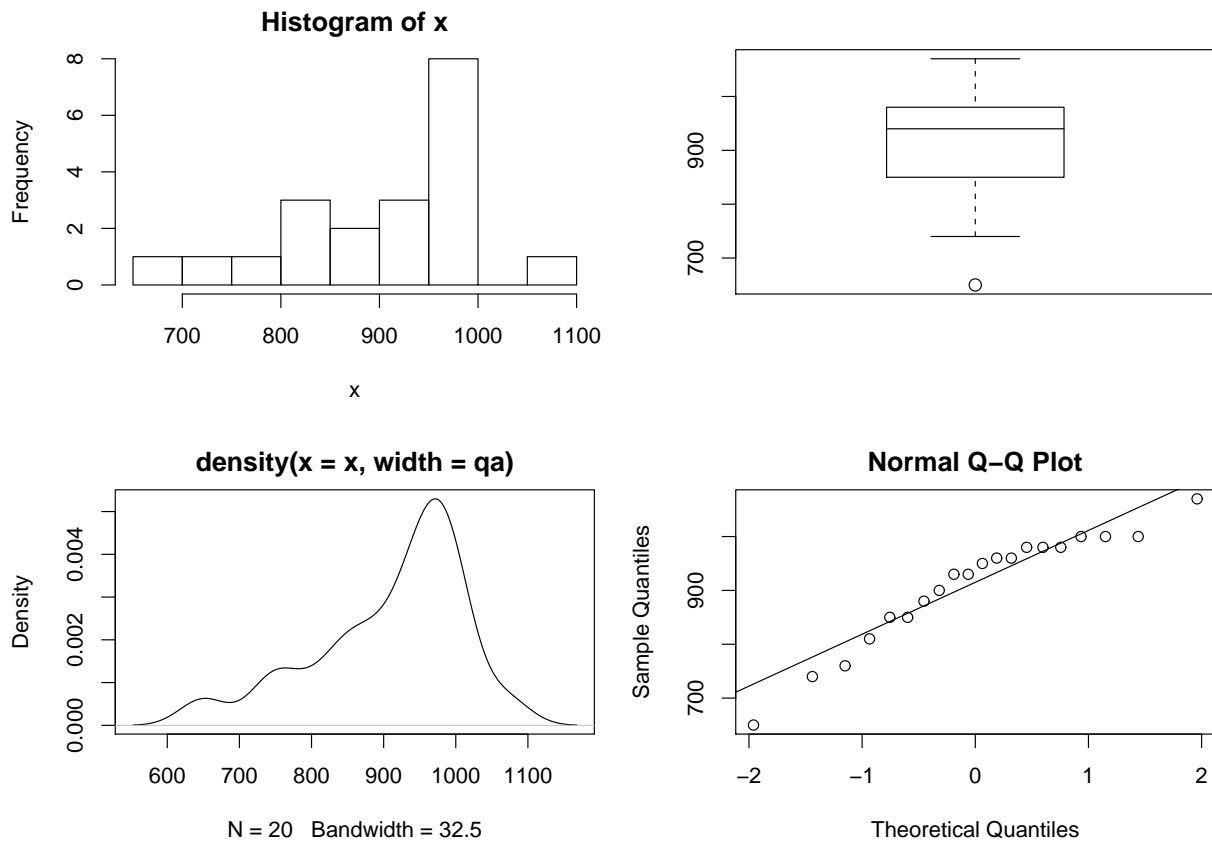 Histogram of x
Frequency
0 2 4 6 8
700 800 900 1000 1100
x
700 900
density(x = x, width = qa)
Density
0.000 0.002 0.004
600 700 800 900 1000 1100
N = 20 Bandwidth = 32.5
Normal Q−Q Plot
Sample Quantiles
700 900
−2 −1 0 1 2
Theoretical Quantiles